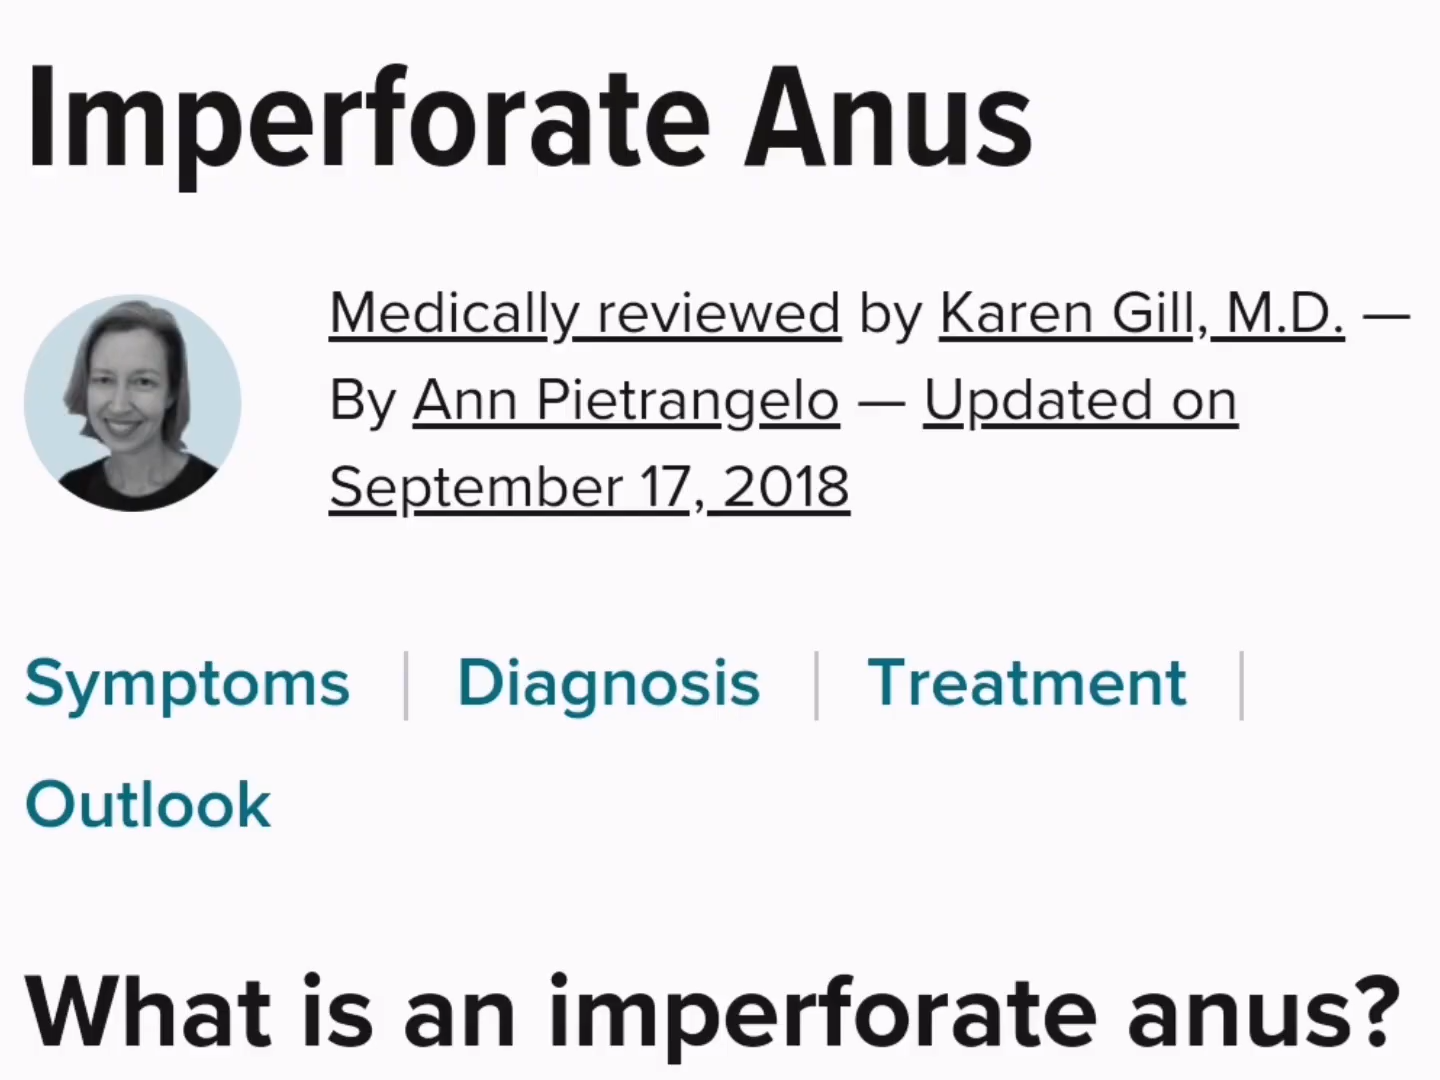 Imperforate Anus
Medically reviewed by Karen Gill, M.D. —
By Ann Pietrangelo — Updated on
September 17, 2018
Symptoms | Diagnosis | Treatment |
Outlook
What is an imperforate anus?